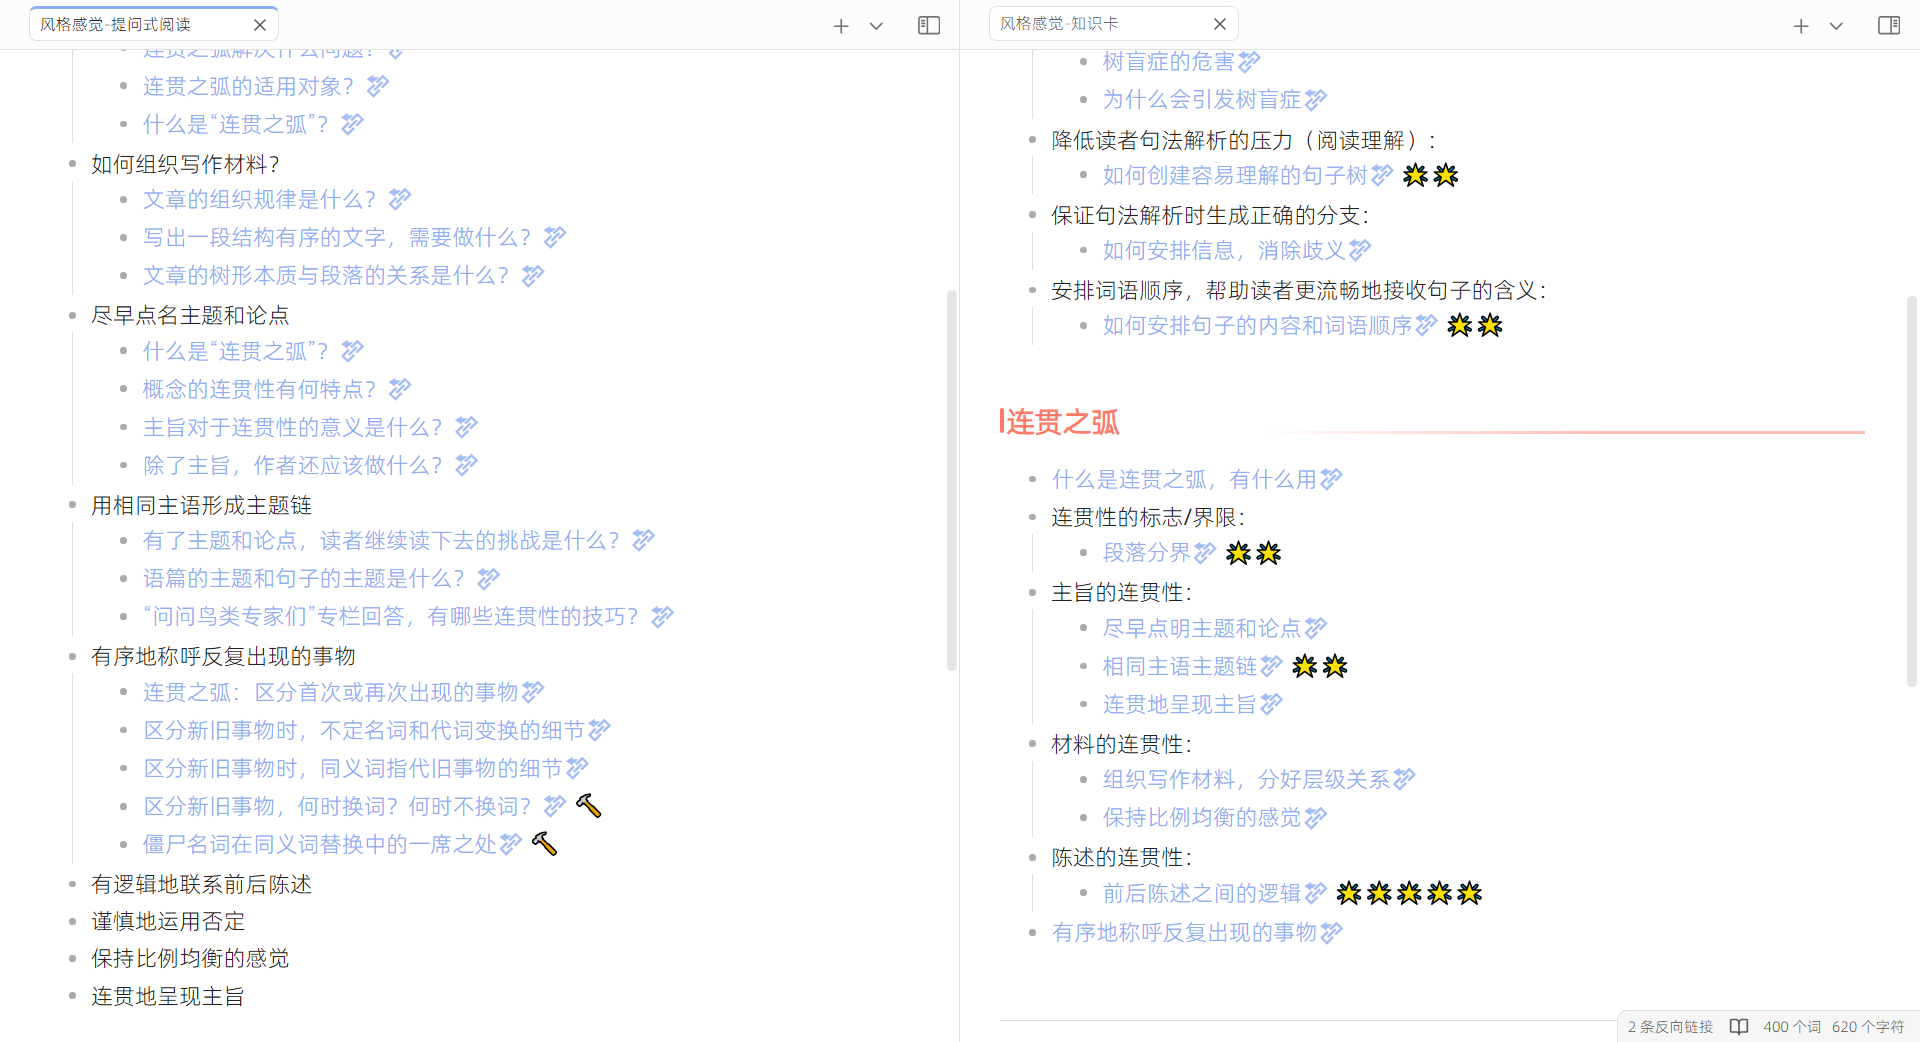 风格感觉-提问式阅读
连贯之弧解决什么问题?
连贯之弧的适用对象?
什么是“连贯之弧”?
如何组织写作材料?
文章的组织规律是什么?
写出一段结构有序的文字，需要做什么?
文章的树形本质与段落的关系是什么?
尽早点名主题和论点
什么是“连贯之弧”?
概念的连贯性有何特点?
主旨对于连贯性的意义是什么?
除了主旨，作者还应该做什么?
用相同主语形成主题链
有了主题和论点，读者继续读下去的挑战是什么?
语篇的主题和句子的主题是什么?
“问问鸟类专家们”专栏回答，有哪些连贯性的技巧?
有序地称呼反复出现的事物
连贯之弧：区分首次或再次出现的事物
区分新旧事物时，不定名词和代词变换的细节
区分新旧事物时，同义词指代旧事物的细节
区分新旧事物，何时换词? 何时不换词?
僵尸名词在同义词替换中的一席之处
有逻辑地联系前后陈述
谨慎地运用否定
保持比例均衡的感觉
连贯地呈现主旨
风格感觉-知识卡
树盲症的危害
为什么会引发树盲症
降低读者句法解析的压力（阅读理解）：
如何创建容易理解的句子树
保证句法解析时生成正确的分支：
如何安排信息，消除歧义
安排词语顺序，帮助读者更流畅地接收句子的含义：
如何安排句子的内容和词语顺序
连贯之弧
什么是连贯之弧，有什么用
连贯性的标志/界限：
段落分界
主旨的连贯性：
尽早点明主题和论点
相同主语主题链
连贯地呈现主旨
材料的连贯性：
组织写作材料，分好层级关系
保持比例均衡的感觉
陈述的连贯性：
前后陈述之间的逻辑
有序地称呼反复出现的事物
2 条反向链接 400 个词 620 个字符